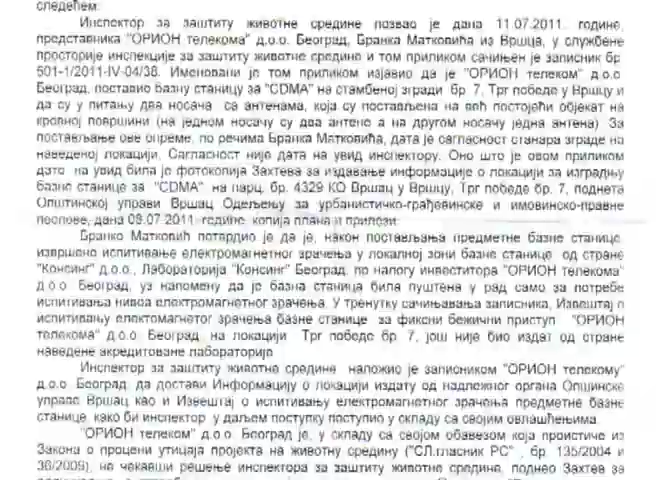 следећем:
Инспектор за заштиту животне средине позвао је дана 11.07.2011. године,
представника "ОРИОН телекома" д.о.о. Београд, Бранка Матковића из Вршца, у службене
просторије инспекције за заштиту животне средине и том приликом сачињен је записник бр
501-1/2011-IV-04/38. Именовани је том приликом изјавио да је "ОРИОН телеком" д.о.о
Београд, поставио базну станицу за "CDMA" на стамбеној згради бр. 7, Трг победе у Вршцу и
да су у питању два носача са антенама, која су постављена на већ постојећи објекат на
кровној површини (на једном носачу су два антене а на другом носачу једна антена). За
постављање ове опреме, по речима Бранка Матковића, дата је сагласност станара зграде на
наведеној локацији. Сагласност није дата на увид инспектору. Оно што је овом приликом
дато на увид била је фотокопија Захтева за издавање информације о локацији за изградњу
базне станице за "CDMA" на парц. бр. 4329 КО Вршац у Вршцу, Трг победе бр. 7, поднета
Општинској управи Вршац Одељењу за урбанистичко-грађевинске и имовинско-правне
послове, дана 08.07.2011. године, копија плана и прилози.
Бранко Матковић потврдио је да је, након постављања предметне базне станице,
извршено испитивање електромагнетног зрачења у локалној зони базне станице од стране
"Консинг" д.о.о., Лабораторија "Консинг" Београд, по налогу инвеститора "ОРИОН телекома"
д.о.о. Београд, уз напомену да је базна станица била пуштена у рад само за потребе
испитивања нивоа електромагнетног зрачења. У тренутку сачињавања записника, Извештај о
испитивању електомагнетог зрачења базне станице за фиксни бежични приступ "ОРИОН
телекома" д.о.о. Београд на локацији Трг победе бр. 7, још није био издат од стране
наведене акредитоване лабораторије.
Инспектор за заштиту животне средине наложио је записником "ОРИОН телекому"
д.о.о Београд, да достави Информацију о локацији издату од надлежног органа Општинске
управе Вршац као и Извештај о испитивању електромагнетног зрачења предметне базне
станице, како би инспектор у даљем поступку поступио у складу са својим овлашћењима.
"ОРИОН телеком" д.о.о. Београд је, у складу са својом обавезом која проистиче из
Закона о процени утицаја пројекта на животну средину ("СЛ.гласник РС" , бр. 135/2004 и
36/2009), не чекавши решење инспектора за заштиту животне средине, поднео Захтев за